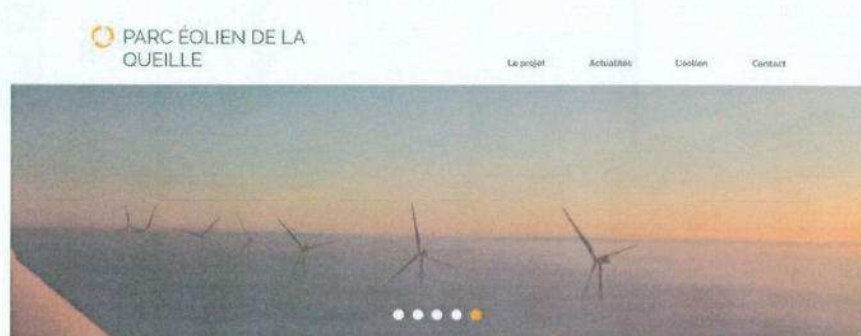 PARC ÉOLIEN DE LA
QUEILLE
Le projet Actualités L'éolien Contact